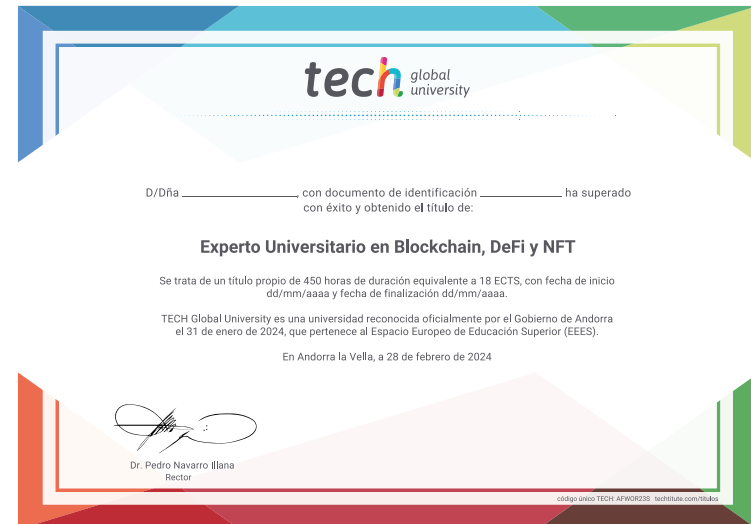 tech global
university
D/Dña ____________________, con documento de identificación ______________ ha superado
con éxito y obtenido el título de:
Experto Universitario en Blockchain, DeFi y NFT
Se trata de un título propio de 450 horas de duración equivalente a 18 ECTS, con fecha de inicio
dd/mm/aaaa y fecha de finalización dd/mm/aaaa.
TECH Global University es una universidad reconocida oficialmente por el Gobierno de Andorra
el 31 de enero de 2024, que pertenece al Espacio Europeo de Educación Superior (EEES).
En Andorra la Vella, a 28 de febrero de 2024
Dr. Pedro Navarro Illana
Rector
código único TECH: AFWOR23S techtitute.com/titulos